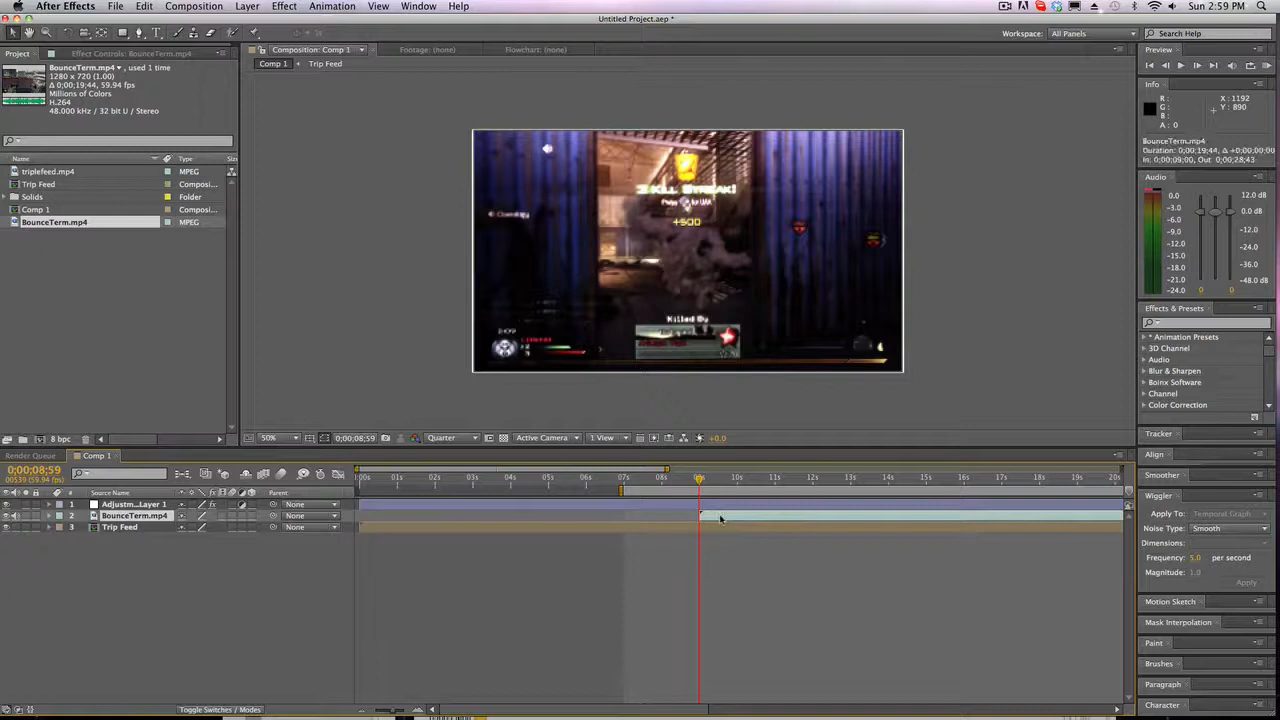 After Effects File Edit Composition Layer Effect Animation View Window Help Sun 2:59 PM
Untitled Project.aep *
Workspace: All Panels Search Help
Project Effect Controls: BounceTerm.mp4 Composition: Comp 1 Footage: (none) Flowchart: (none) Preview
Comp 1 Trip Feed
BounceTerm.mp4 , used 1 time
1280 x 720 (1.00)
Δ 0;00;19;44, 59.94 fps
Millions of Colors
H.264
48.000 kHz / 32 bit U / Stereo
Info
R : X : 1192
G : Y : 890
B :
A : 0
BounceTerm.mp4
Duration: 0;00;19;44, Δ +0;00;00;00
In: 0;00;09;00, Out 0;00;28;43
Name Type Size
triplefeed.mp4 MPEG
Trip Feed Composi...
Solids Folder
Comp 1 Composi...
BounceTerm.mp4 MPEG
3 Kill Streak!
+500
Killed By
Audio
0.0 12.0 dB
-3.0 6.0
-6.0 0.0 dB
-9.0
-12.0 -12.0
-15.0 -24.0
-18.0
-21.0 -36.0
-24.0 -48.0 dB
0 0
Effects & Presets
* Animation Presets
3D Channel
Audio
Blur & Sharpen
Boinx Software
Channel
Color Correction
8 bpc
50% 0;00;08;59 Quarter Active Camera 1 View +0.0
Tracker
Align
Smoother
Wiggler
Apply To: Temporal Graph
Noise Type: Smooth
Dimensions:
Frequency: 5.0 per second
Magnitude: 1.0
Apply
Motion Sketch
Mask Interpolation
Paint
Brushes
Paragraph
Character
Render Queue Comp 1
0;00;08;59
00539 (59.94 fps)
:00s 01s 02s 03s 04s 05s 06s 07s 08s 10s 11s 12s 13s 14s 15s 16s 17s 18s 19s 20s
# Source Name Parent
1 Adjustm...Layer 1 None
2 BounceTerm.mp4 None
3 Trip Feed None
Toggle Switches / Modes